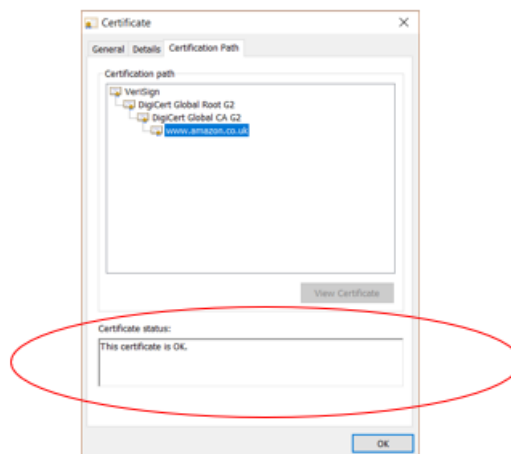 Certificate
General Details Certification Path
Certification path
VeriSign
DigiCert Global Root G2
DigiCert Global CA G2
www.amazon.co.uk
View Certificate
Certificate status:
This certificate is OK.
OK